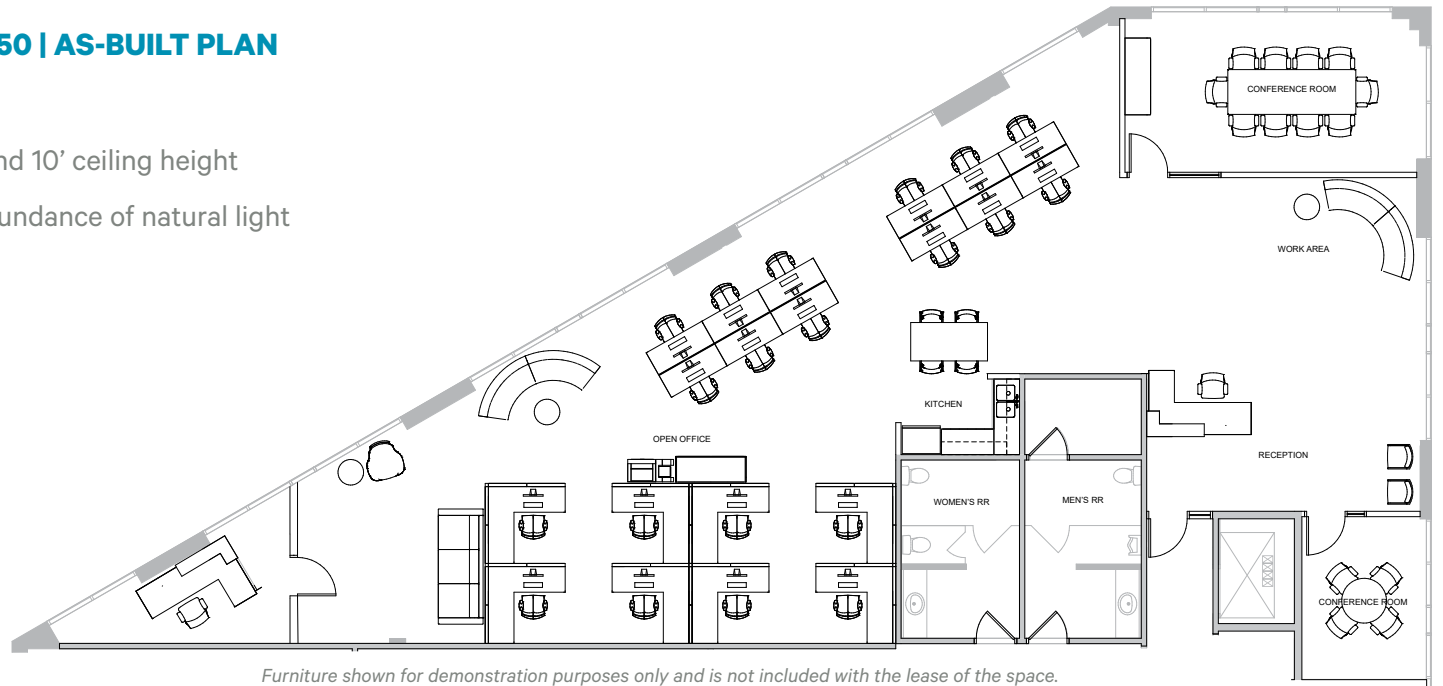 50 | AS-BUILT PLAN
nd 10’ ceiling height
undance of natural light
CONFERENCE ROOM
WORK AREA
KITCHEN
OPEN OFFICE
RECEPTION
WOMEN'S RR
MEN'S RR
CONFERENCE ROOM
Furniture shown for demonstration purposes only and is not included with the lease of the space.